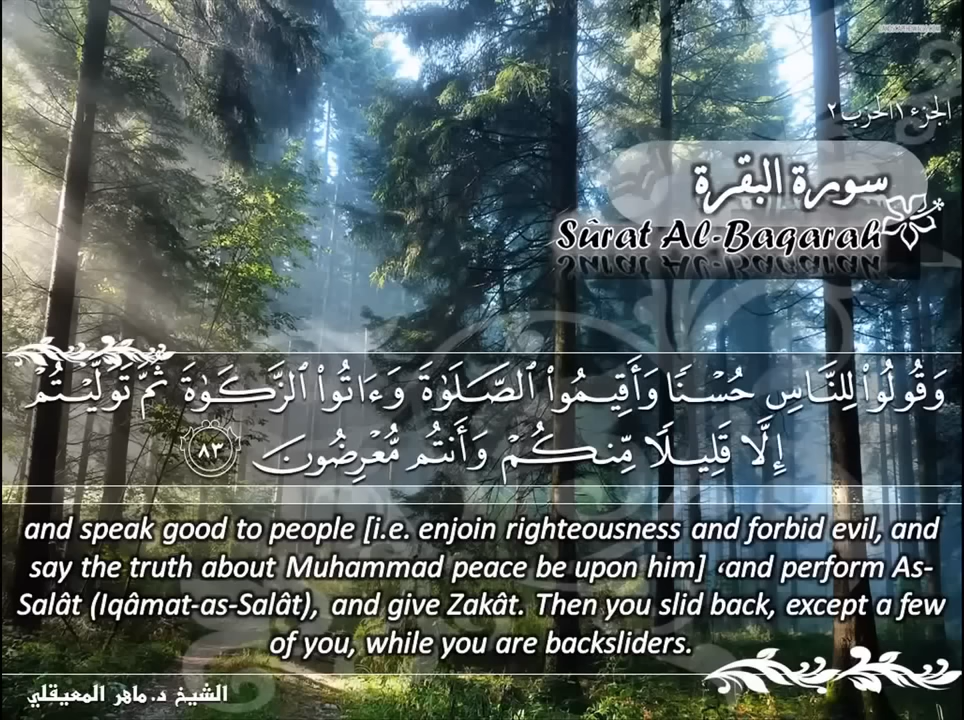 الجزء ١ الحزب ٢
سورة البقرة
Sûrat Al-Baqarah
وَقُولُوا۟ لِلنَّاسِ حُسْنًا وَأَقِيمُوا۟ ٱلصَّلَوٰةَ وَءَاتُوا۟ ٱلزَّكَوٰةَ ثُمَّ تَوَلَّيْتُمْ
إِلَّا قَلِيلًا مِّنكُمْ وَأَنتُم مُّعْرِضُونَ ٨٣
and speak good to people [i.e. enjoin righteousness and forbid evil, and
say the truth about Muhammad peace be upon him] ،and perform As-
Salât (Iqâmat-as-Salât), and give Zakât. Then you slid back, except a few
of you, while you are backsliders.
الشيخ د. ماهر المعيقلي